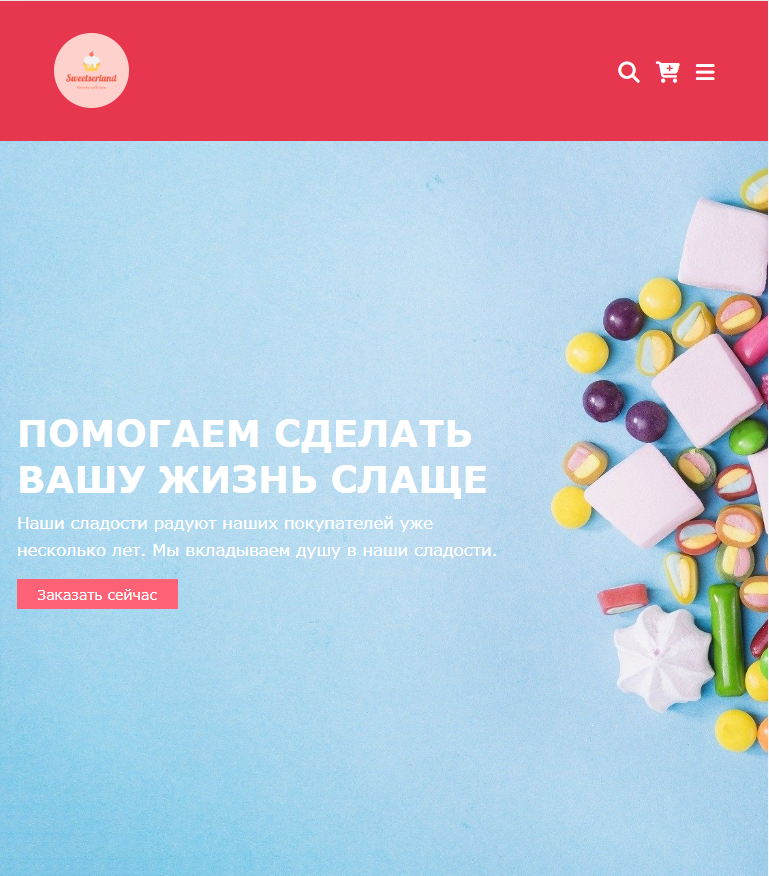 Sweetserland
ПОМОГАЕМ СДЕЛАТЬ
ВАШУ ЖИЗНЬ СЛАЩЕ
Наши сладости радуют наших покупателей уже
несколько лет. Мы вкладываем душу в наши сладости.
Заказать сейчас